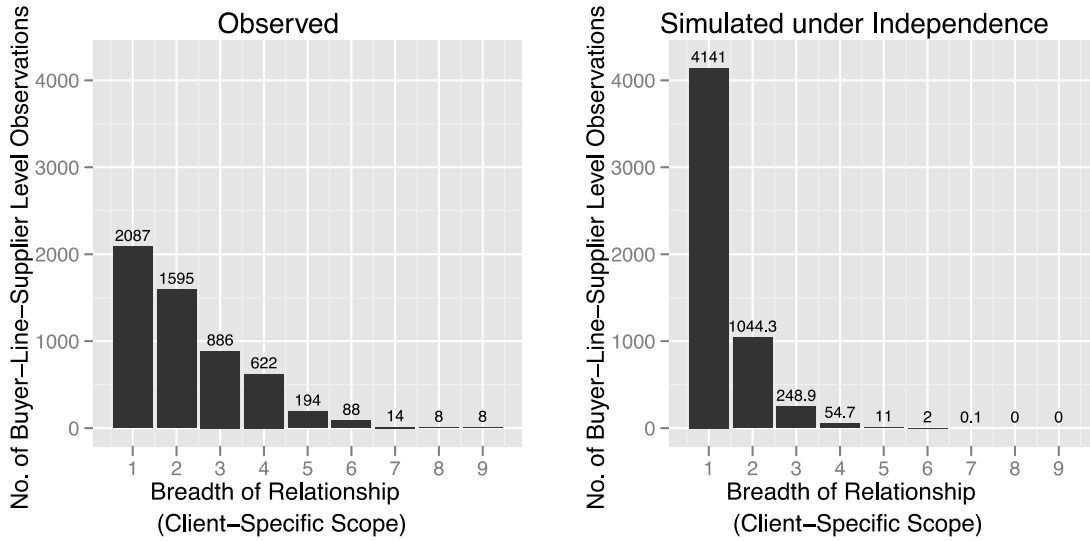 Observed
No. of Buyer−Line−Supplier Level Observations
4000
3000
2000
1000
0
2087
1595
886
622
194
88
14
8
8
1 2 3 4 5 6 7 8 9
Breadth of Relationship
(Client−Specific Scope)
Simulated under Independence
No. of Buyer−Line−Supplier Level Observations
4000
3000
2000
1000
0
4141
1044.3
248.9
54.7
11
2
0.1
0
0
1 2 3 4 5 6 7 8 9
Breadth of Relationship
(Client−Specific Scope)